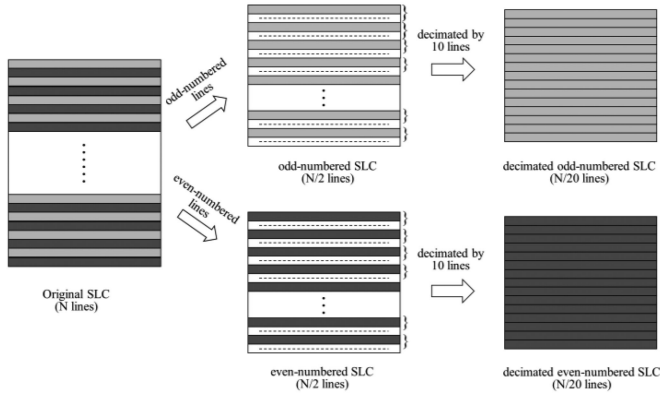 Original SLC
(N lines)
odd-numbered
lines
even-numbered
lines
odd-numbered SLC
(N/2 lines)
decimated by
10 lines
decimated odd-numbered SLC
(N/20 lines)
even-numbered SLC
(N/2 lines)
decimated by
10 lines
decimated even-numbered SLC
(N/20 lines)